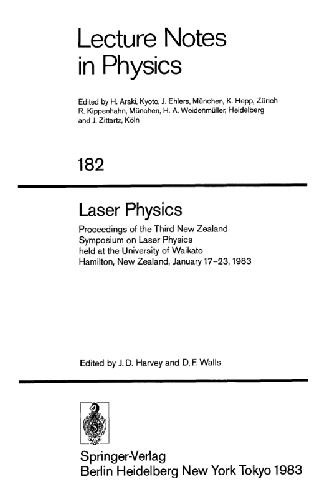 Lecture Notes
in Physics
Edited by H. Araki, Kyoto, J. Ehlers, München, K. Hepp, Zürich
R. Kippenhahn, München, H. A. Weidenmüller, Heidelberg
and J. Zittartz, Köln
182
Laser Physics
Proceedings of the Third New Zealand
Symposium on Laser Physics
held at the University of Waikato
Hamilton, New Zealand, January 17–23, 1983
Edited by J. D. Harvey and D. F. Walls
Springer-Verlag
Berlin Heidelberg New York Tokyo 1983